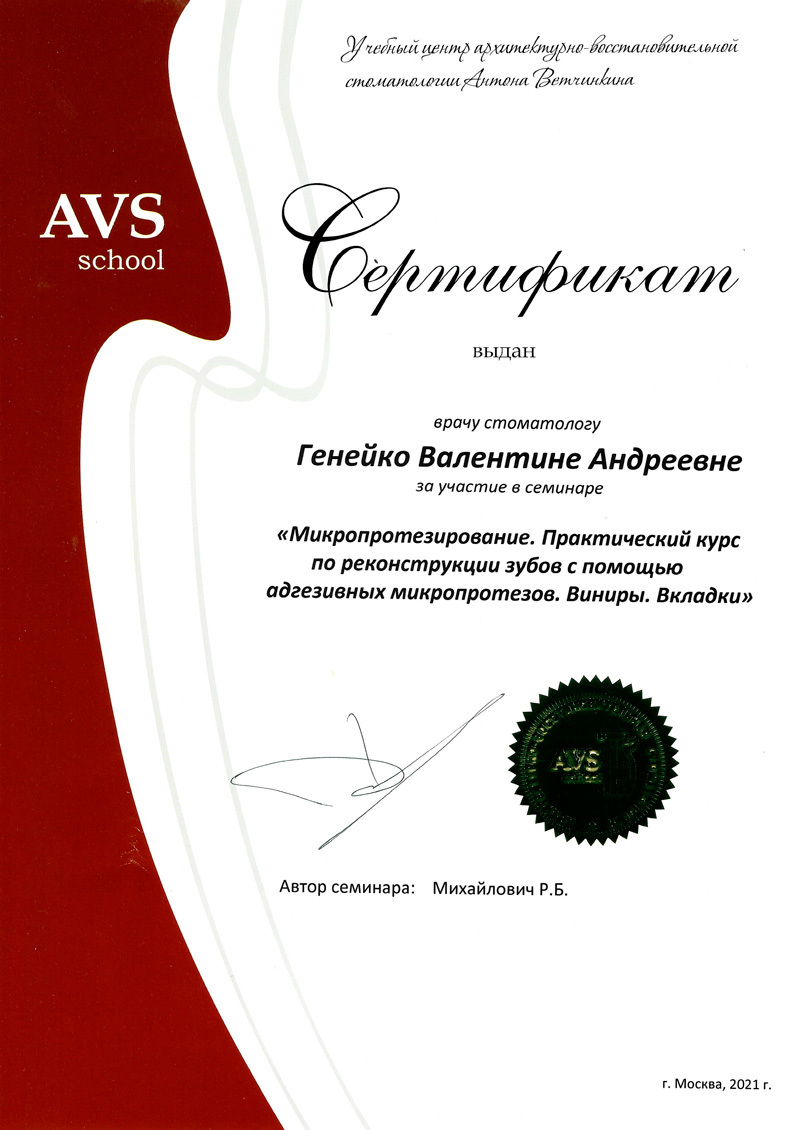 Учебный центр архитектурно-восстановительной
стоматологии Антона Ветчинкина
AVS
school
Сертификат
выдан
врачу стоматологу
Генейко Валентине Андреевне
за участие в семинаре
«Микропротезирование. Практический курс
по реконструкции зубов с помощью
адгезивных микропротезов. Виниры. Вкладки»
AVS
Автор семинара: Михайлович Р.Б.
г. Москва, 2021 г.